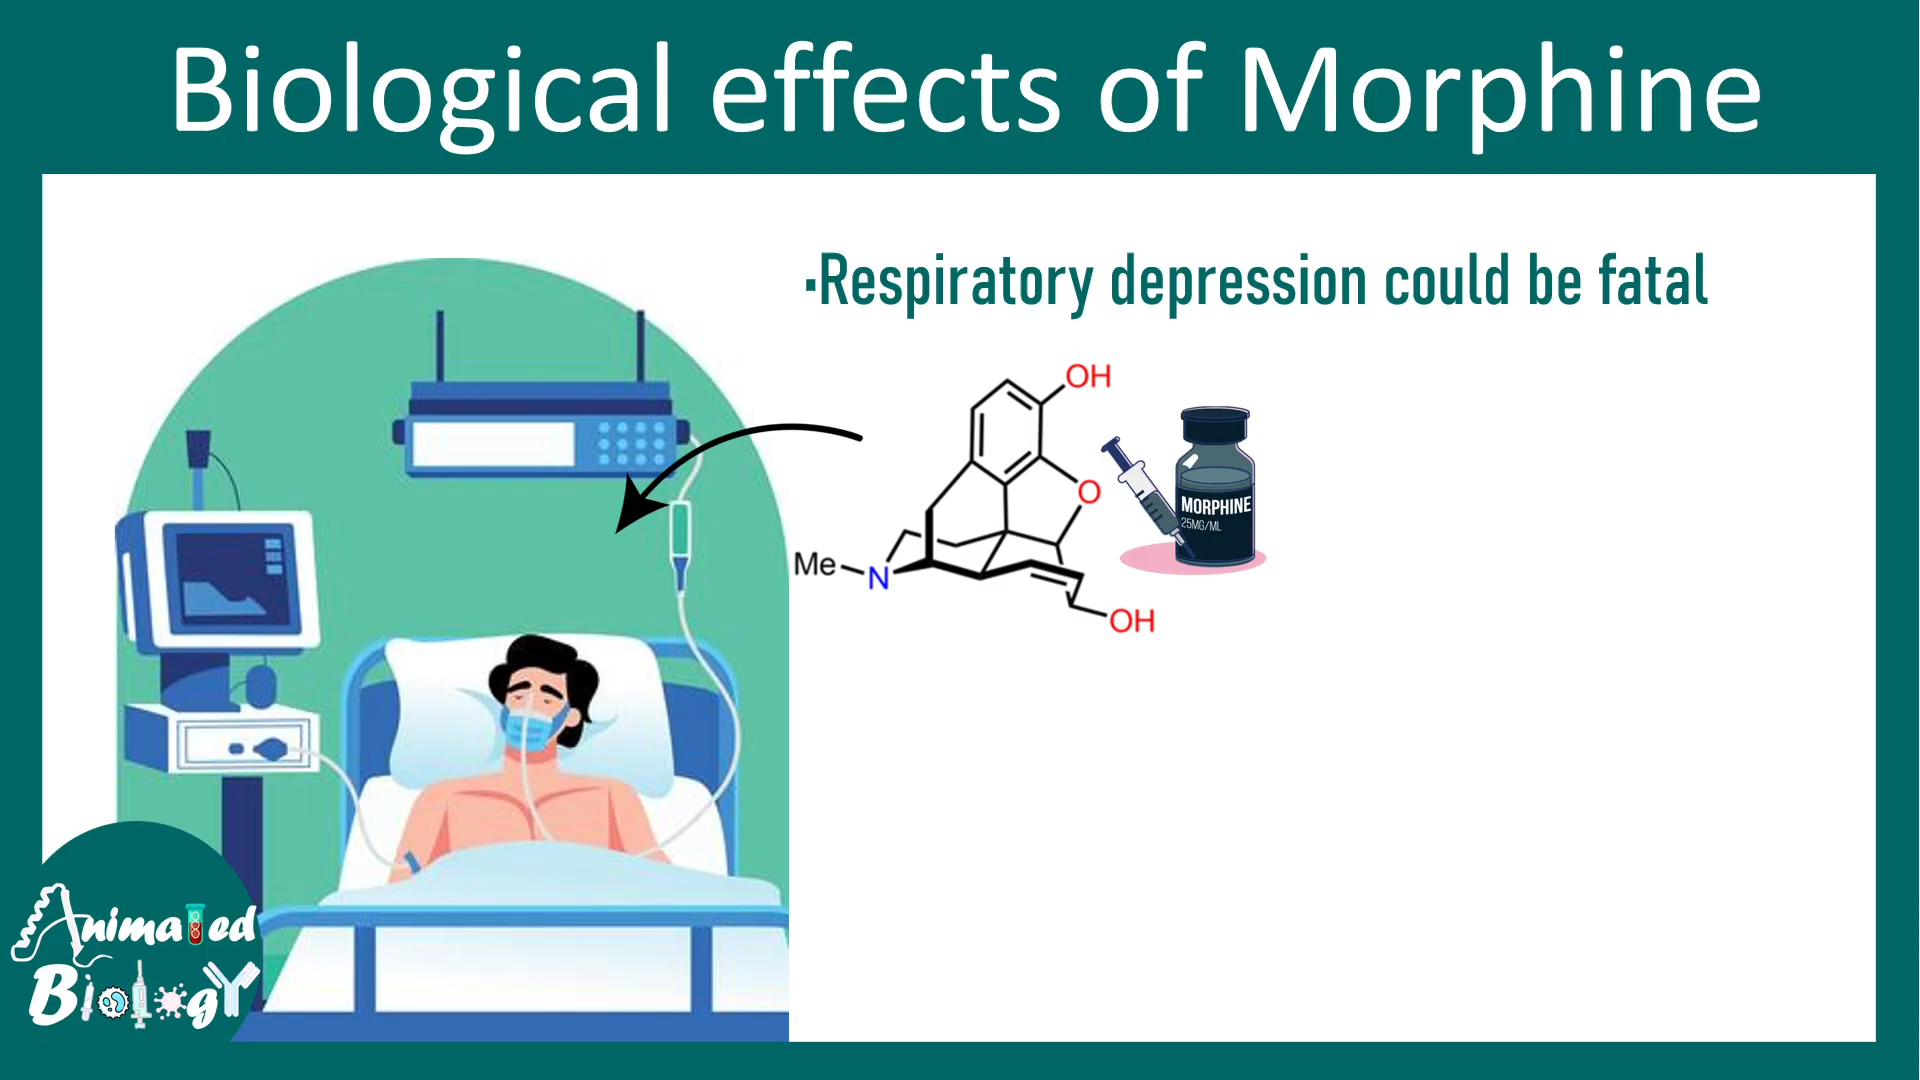 Biological effects of Morphine
·Respiratory depression could be fatal
OH
O
MORPHINE
25MG/ML
Me
N
OH
Animated
Biology